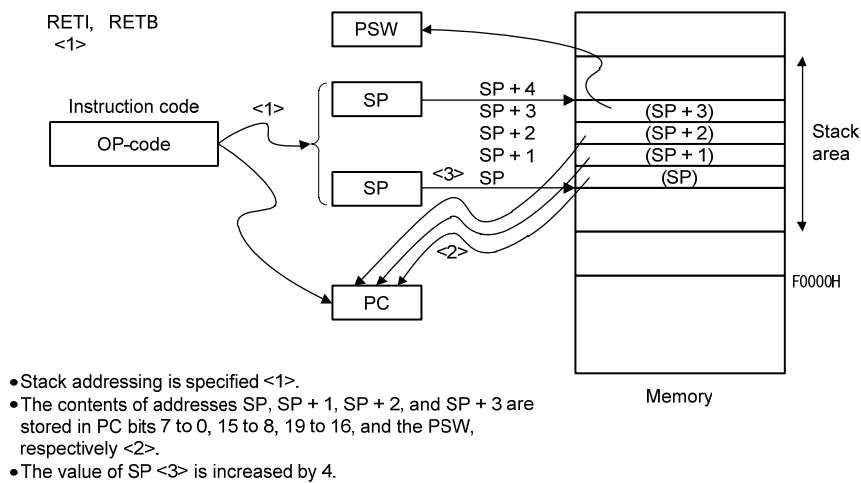 RETI, RETB
<1>
PSW
Instruction code
OP-code
<1>
SP
SP
SP + 4
SP + 3
SP + 2
SP + 1
<3> SP
<2>
PC
(SP + 3)
(SP + 2)
(SP + 1)
(SP)
Stack
area
F0000H
Memory
•Stack addressing is specified <1>.
•The contents of addresses SP, SP + 1, SP + 2, and SP + 3 are
stored in PC bits 7 to 0, 15 to 8, 19 to 16, and the PSW,
respectively <2>.
•The value of SP <3> is increased by 4.